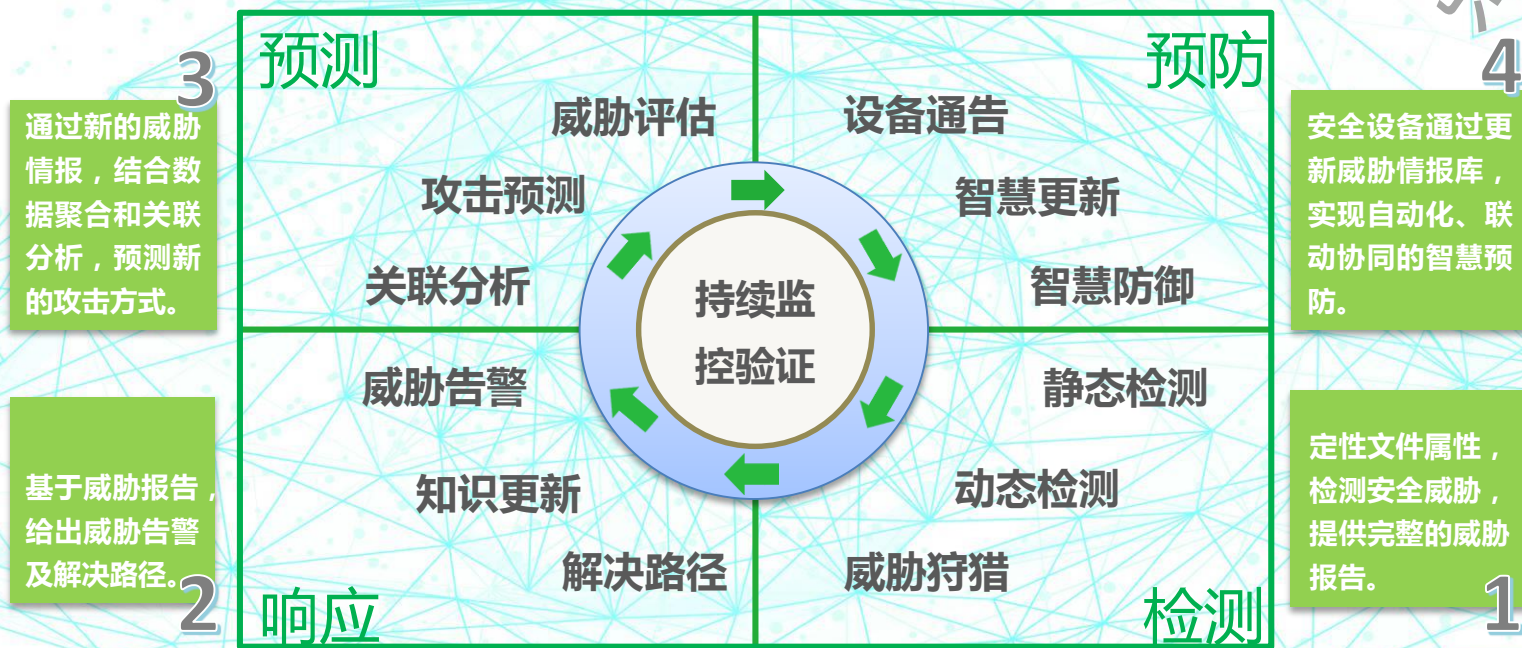 预测
预防
威胁评估
设备通告
攻击预测
智慧更新
关联分析
智慧防御
持续监
控验证
威胁告警
静态检测
知识更新
动态检测
解决路径
威胁狩猎
响应
检测
3
通过新的威胁
情报，结合数
据聚合和关联
分析，预测新
的攻击方式。
4
安全设备通过更
新威胁情报库，
实现自动化、联
动协同的智慧预
防。
基于威胁报告，
给出威胁告警
及解决路径。
2
定性文件属性，
检测安全威胁，
提供完整的威胁
报告。
1